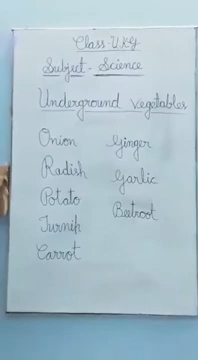 Class-U.K.G
Subject- Science
Underground vegetables
Onion Ginger
Radish Garlic
Potato Beetroot
Turnip
Carrot